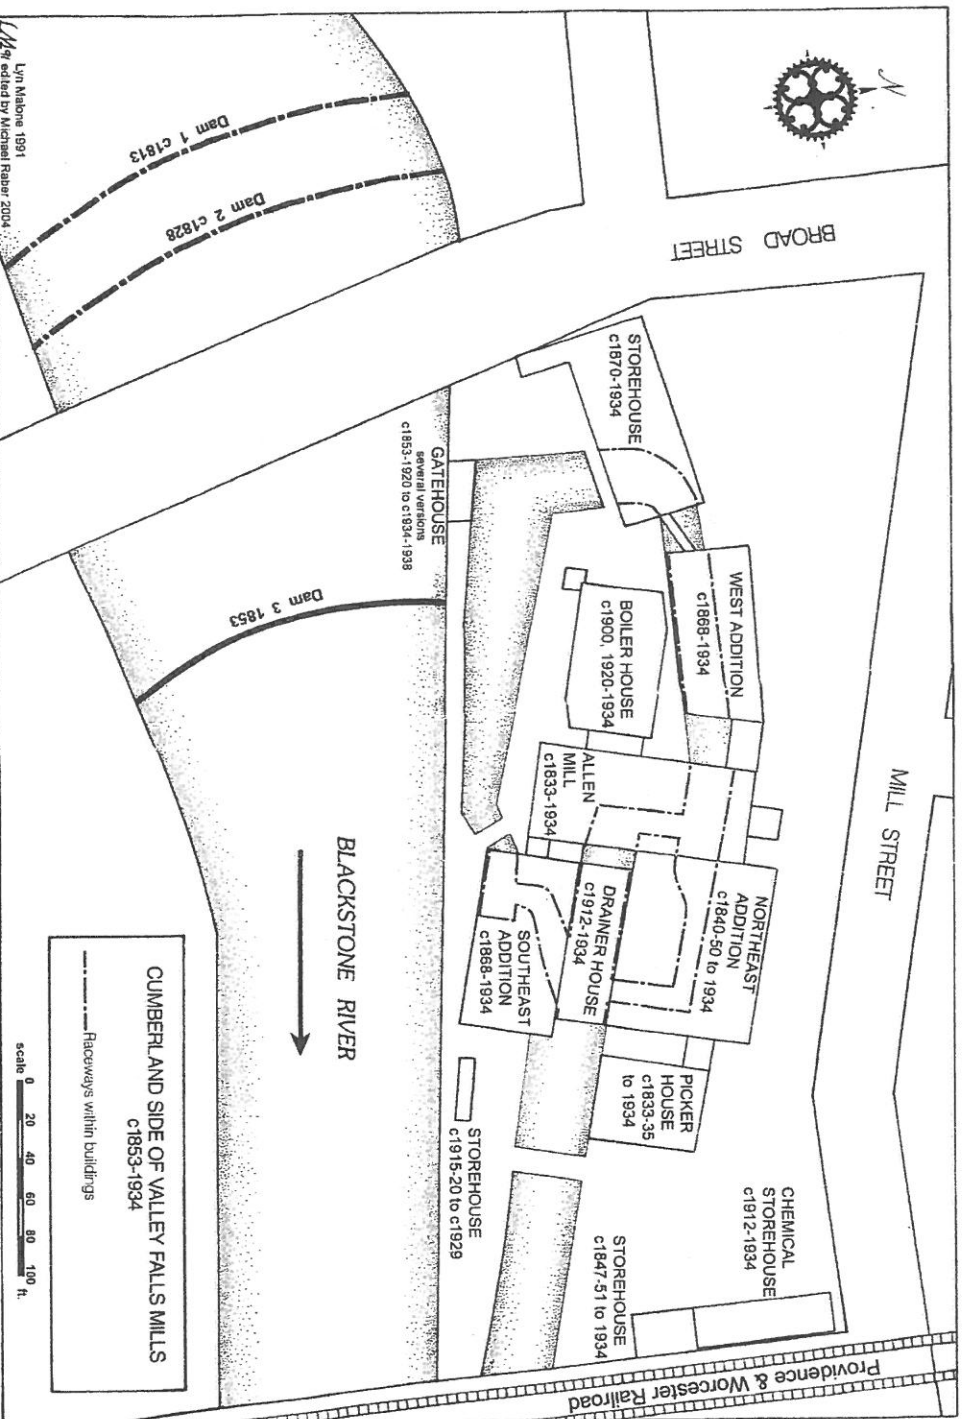 N
BROAD STREET
MILL STREET
Dam 1 c1813
Dam 2 c1828
Dam 3 1853
STOREHOUSE
c1870-1934
WEST ADDITION
c1868-1934
GATEHOUSE
several versions
c1853-1920 to c1934-1938
BOILER HOUSE
c1900, 1920-1934
ALLEN
MILL
c1833-1934
NORTHEAST
ADDITION
c1840-50 to 1934
DRAINER HOUSE
c1912-1934
SOUTHEAST
ADDITION
c1868-1934
PICKER
HOUSE
c1833-35
to 1934
STOREHOUSE
c1915-20 to c1929
CHEMICAL
STOREHOUSE
c1912-1934
STOREHOUSE
c1847-51 to 1934
BLACKSTONE RIVER
Providence & Worcester Railroad
CUMBERLAND SIDE OF VALLEY FALLS MILLS
c1853-1934
Raceways within buildings
scale 0 20 40 60 80 100 ft.
Lyn Malone 1991
edited by Michael Raber 2004